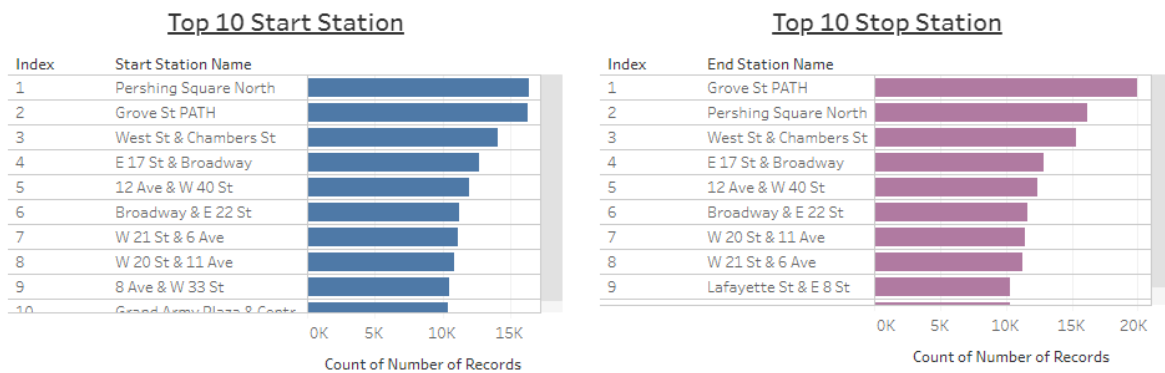 Top 10 Start Station
Index Start Station Name
1 Pershing Square North
2 Grove St PATH
3 West St & Chambers St
4 E 17 St & Broadway
5 12 Ave & W 40 St
6 Broadway & E 22 St
7 W 21 St & 6 Ave
8 W 20 St & 11 Ave
9 8 Ave & W 33 St
10 Grand Army Plaza & Centr
0K 5K 10K 15K
Count of Number of Records
Top 10 Stop Station
Index End Station Name
1 Grove St PATH
2 Pershing Square North
3 West St & Chambers St
4 E 17 St & Broadway
5 12 Ave & W 40 St
6 Broadway & E 22 St
7 W 20 St & 11 Ave
8 W 21 St & 6 Ave
9 Lafayette St & E 8 St
0K 5K 10K 15K 20K
Count of Number of Records